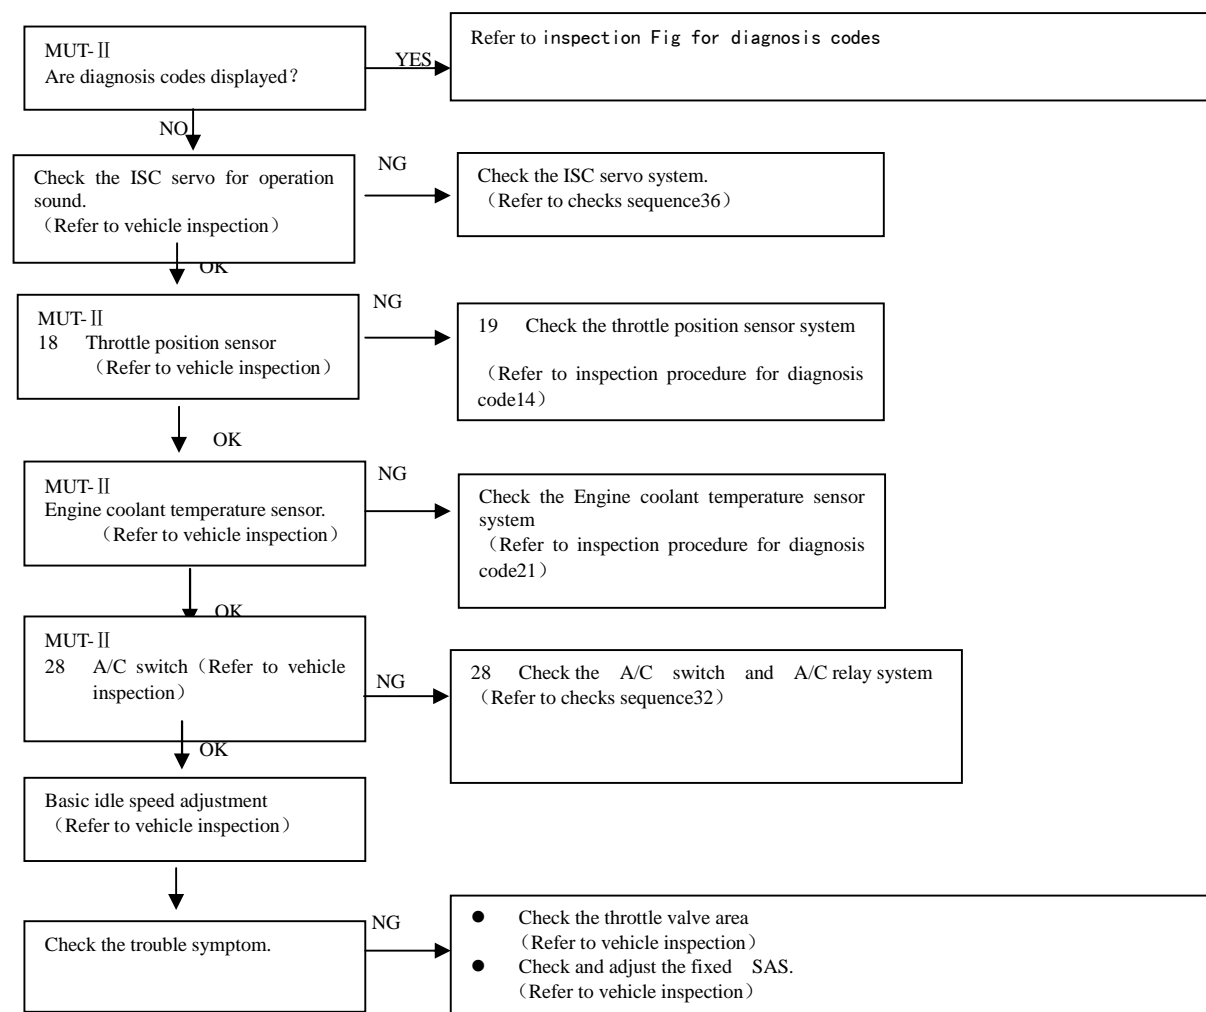 MUT-Ⅱ
Are diagnosis codes displayed？
YES
Refer to inspection Fig for diagnosis codes
NO
Check the ISC servo for operation
sound.
（Refer to vehicle inspection）
NG
Check the ISC servo system.
（Refer to checks sequence36）
OK
MUT-Ⅱ
18 Throttle position sensor
（Refer to vehicle inspection）
NG
19 Check the throttle position sensor system
（Refer to inspection procedure for diagnosis
code14）
OK
MUT-Ⅱ
Engine coolant temperature sensor.
（Refer to vehicle inspection）
NG
Check the Engine coolant temperature sensor
system
（Refer to inspection procedure for diagnosis
code21）
OK
MUT-Ⅱ
28 A/C switch（Refer to vehicle
inspection）
NG
28 Check the A/C switch and A/C relay system
（Refer to checks sequence32）
OK
Basic idle speed adjustment
（Refer to vehicle inspection）
Check the trouble symptom.
NG
● Check the throttle valve area
（Refer to vehicle inspection）
● Check and adjust the fixed SAS.
（Refer to vehicle inspection）